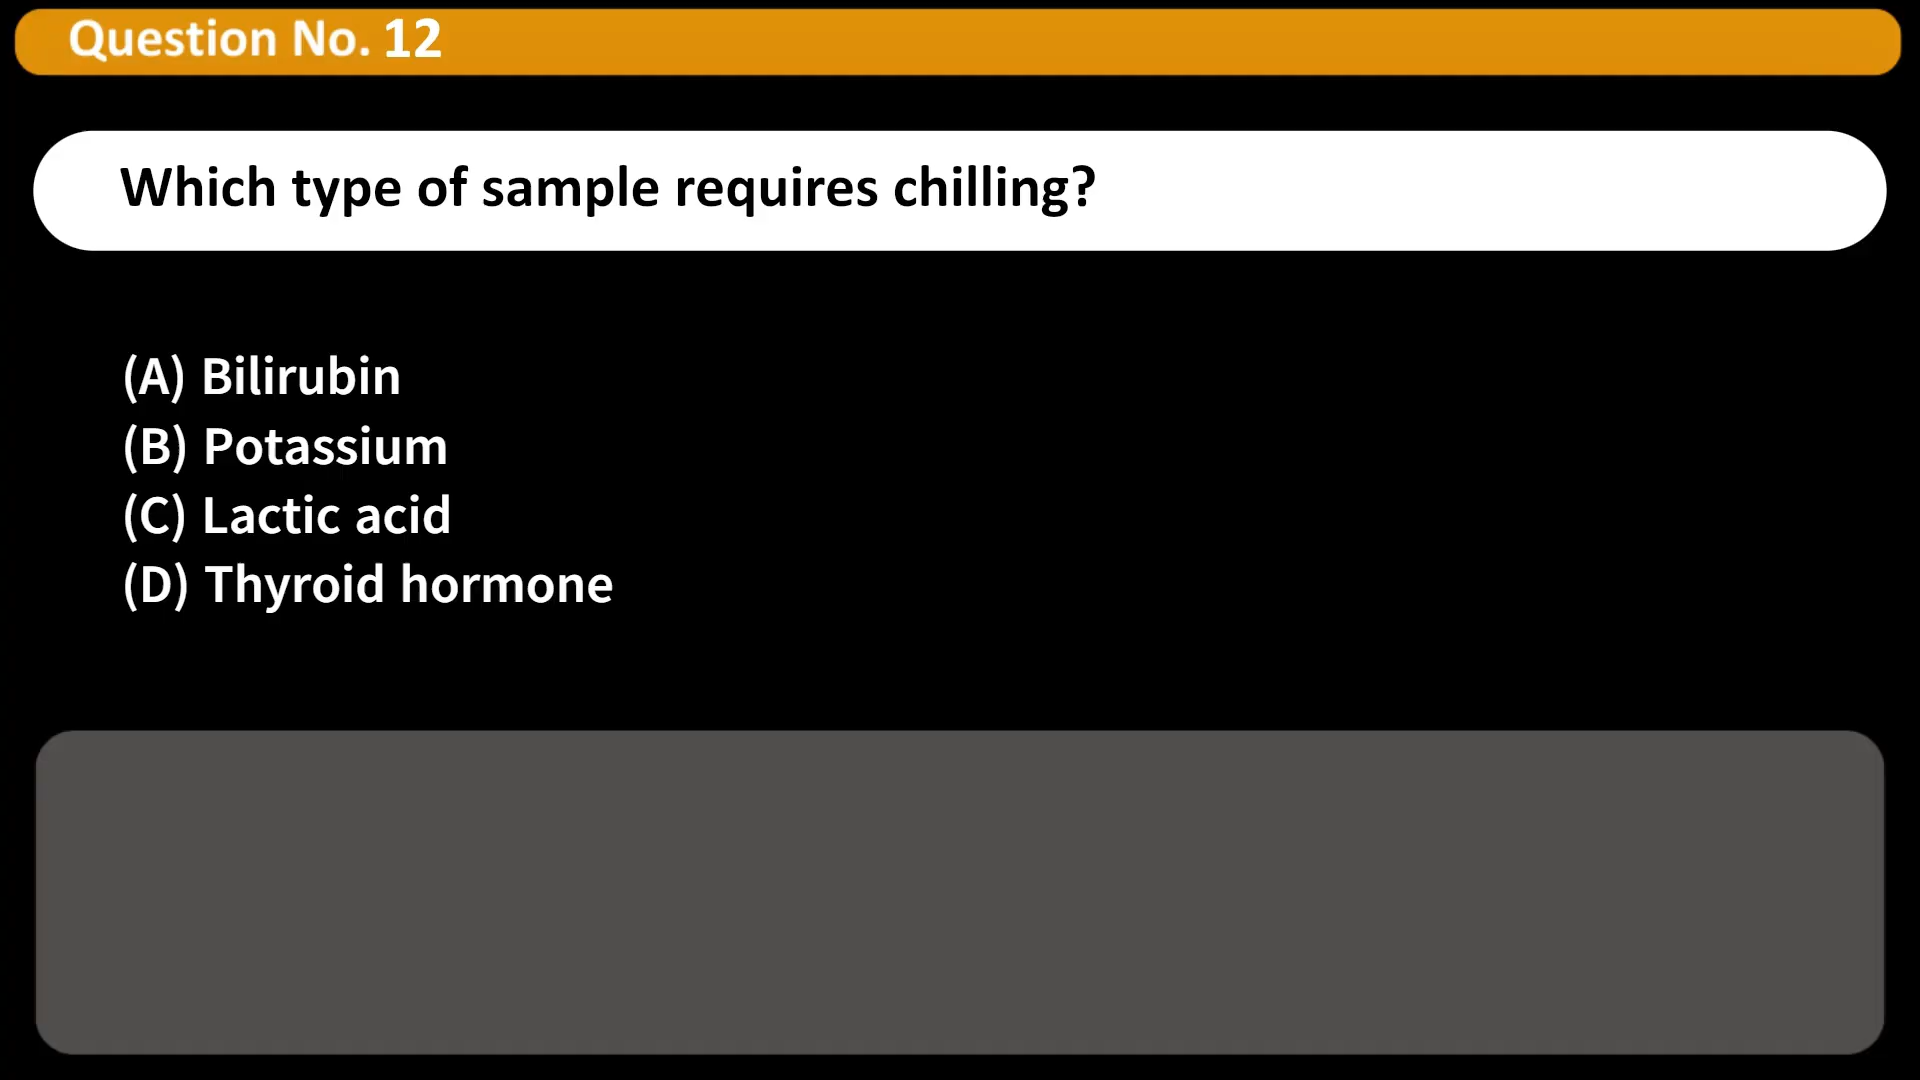 Question No. 12
Which type of sample requires chilling?
(A) Bilirubin
(B) Potassium
(C) Lactic acid
(D) Thyroid hormone